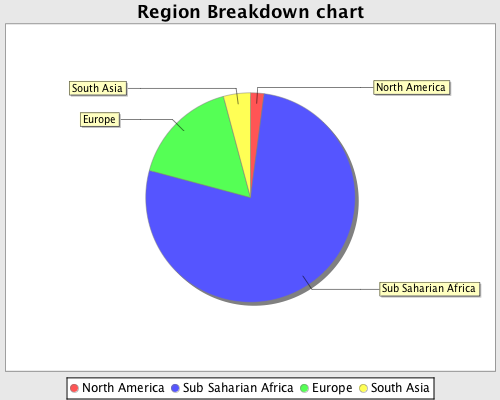 Region Breakdown chart
South Asia
North America
Europe
Sub Saharian Africa
North America Sub Saharian Africa Europe South Asia